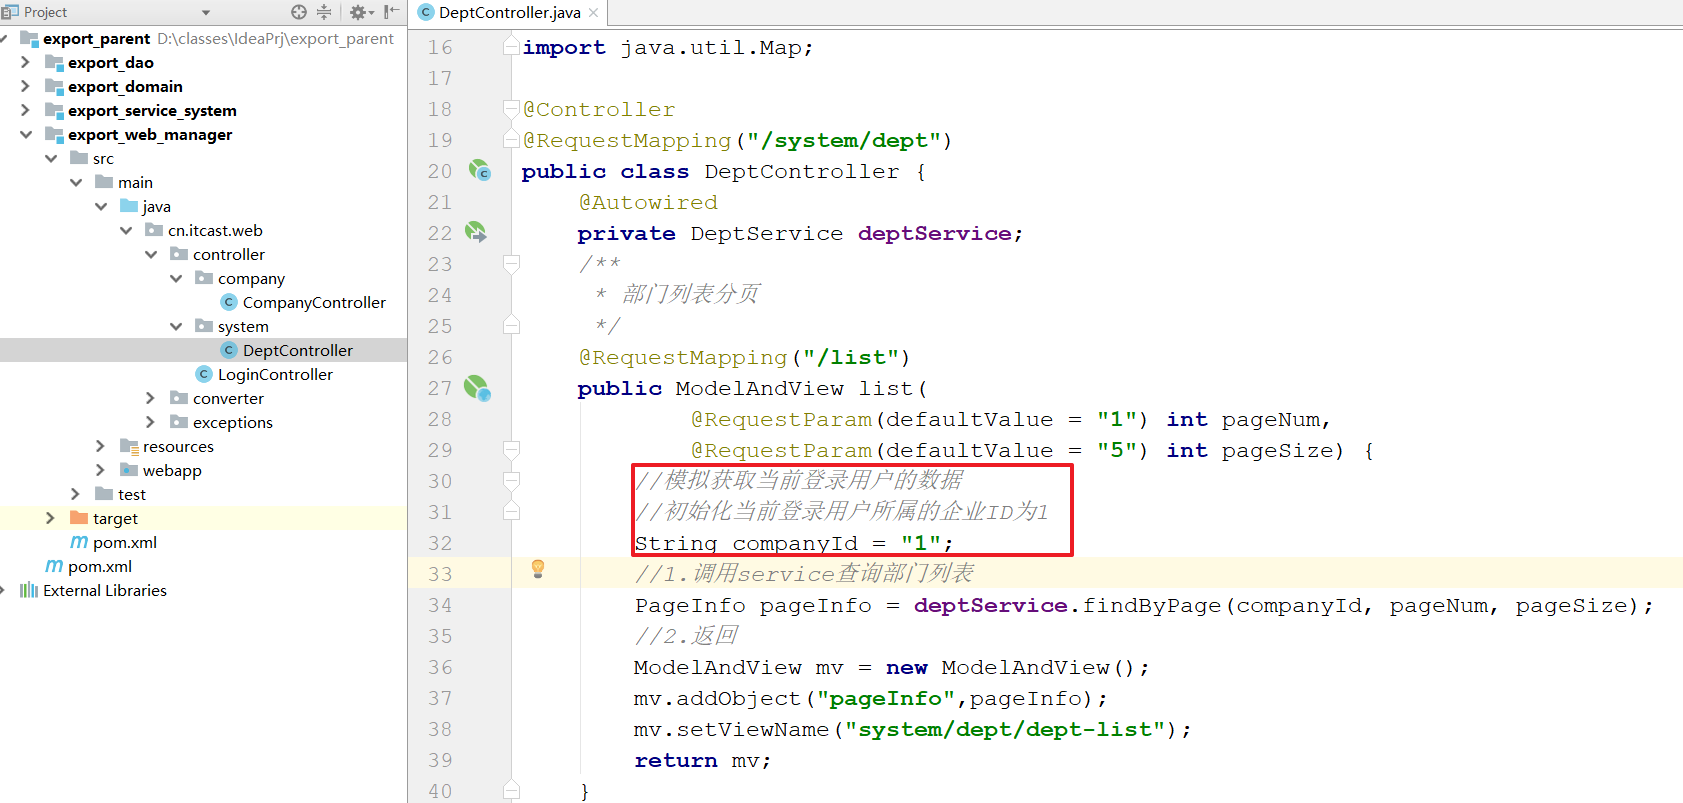 Project
export_parent D:\classes\IdeaPrj\export_parent
export_dao
export_domain
export_service_system
export_web_manager
src
main
java
cn.itcast.web
controller
company
CompanyController
system
DeptController
LoginController
converter
exceptions
resources
webapp
test
target
pom.xml
pom.xml
External Libraries
DeptController.java
16 import java.util.Map;
17
18 @Controller
19 @RequestMapping("/system/dept")
20 public class DeptController {
21 @Autowired
22 private DeptService deptService;
23 /**
24 * 部门列表分页
25 */
26 @RequestMapping("/list")
27 public ModelAndView list(
28 @RequestParam(defaultValue = "1") int pageNum,
29 @RequestParam(defaultValue = "5") int pageSize) {
30 //模拟获取当前登录用户的数据
31 //初始化当前登录用户所属的企业ID为1
32 String companyId = "1";
33 //1.调用service查询部门列表
34 PageInfo pageInfo = deptService.findByPage(companyId, pageNum, pageSize);
35 //2.返回
36 ModelAndView mv = new ModelAndView();
37 mv.addObject("pageInfo",pageInfo);
38 mv.setViewName("system/dept/dept-list");
39 return mv;
40 }